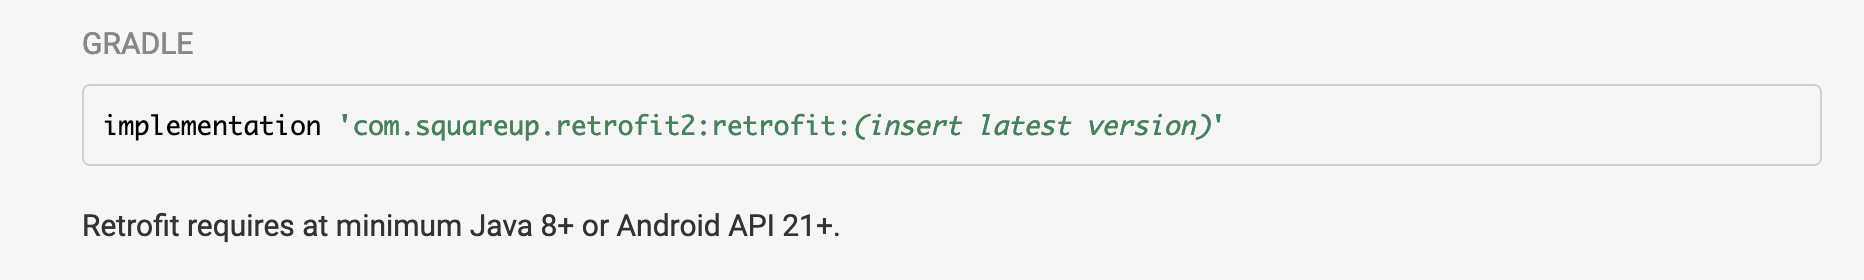 GRADLE
implementation 'com.squareup.retrofit2:retrofit:(insert latest version)'
Retrofit requires at minimum Java 8+ or Android API 21+.